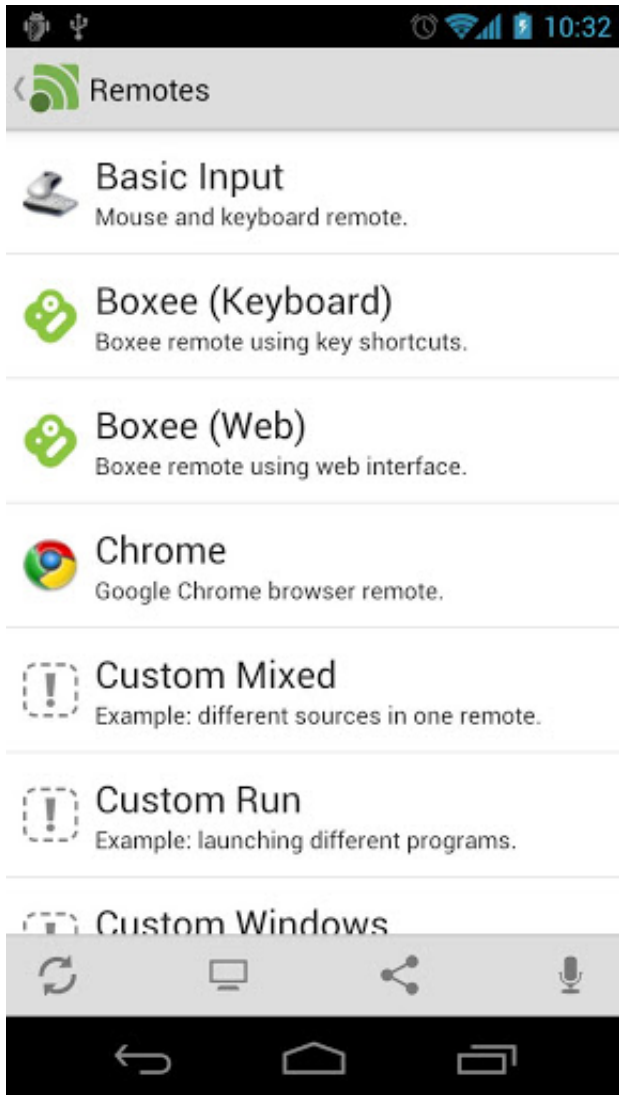 10:32
Remotes
Basic Input
Mouse and keyboard remote.
Boxee (Keyboard)
Boxee remote using key shortcuts.
Boxee (Web)
Boxee remote using web interface.
Chrome
Google Chrome browser remote.
Custom Mixed
Example: different sources in one remote.
Custom Run
Example: launching different programs.
Custom Windows